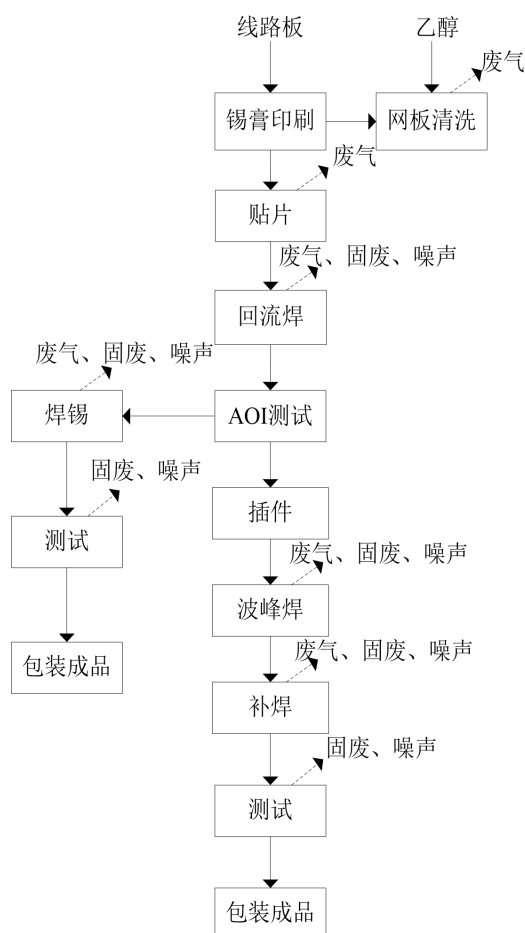 线路板
乙醇
废气
锡膏印刷
网板清洗
废气
贴片
废气、固废、噪声
回流焊
废气、固废、噪声
焊锡
AOI测试
固废、噪声
插件
测试
废气、固废、噪声
波峰焊
废气、固废、噪声
包装成品
补焊
固废、噪声
测试
包装成品